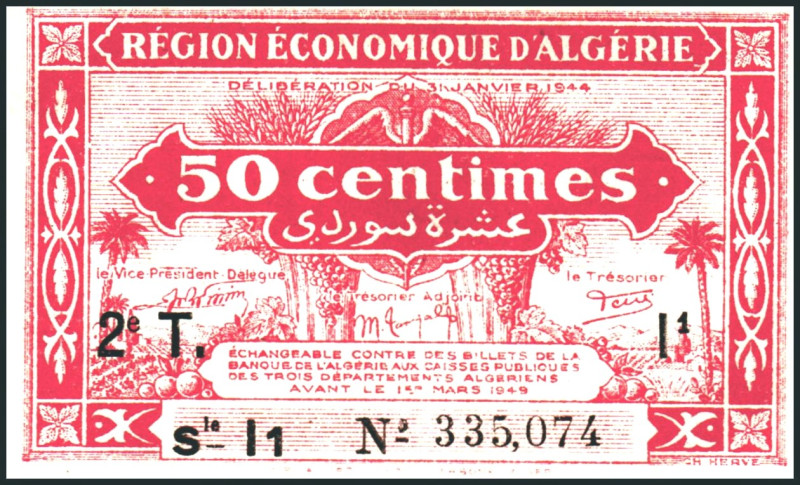 RÉGION ÉCONOMIQUE D'ALGÉRIE
DÉLIBÉRATION DU 31 JANVIER 1944
50 centimes
عشرة سوردي
le Vice-Président Délégué
le Trésorier
le Trésorier Adjoint
2e T.
I1
ÉCHANGEABLE CONTRE DES BILLETS DE LA
BANQUE DE L'ALGÉRIE AUX CAISSES PUBLIQUES
DES TROIS DÉPARTEMENTS ALGÉRIENS
AVANT LE 1er MARS 1949
Sie I1 No 335,074
CH HERVÉ